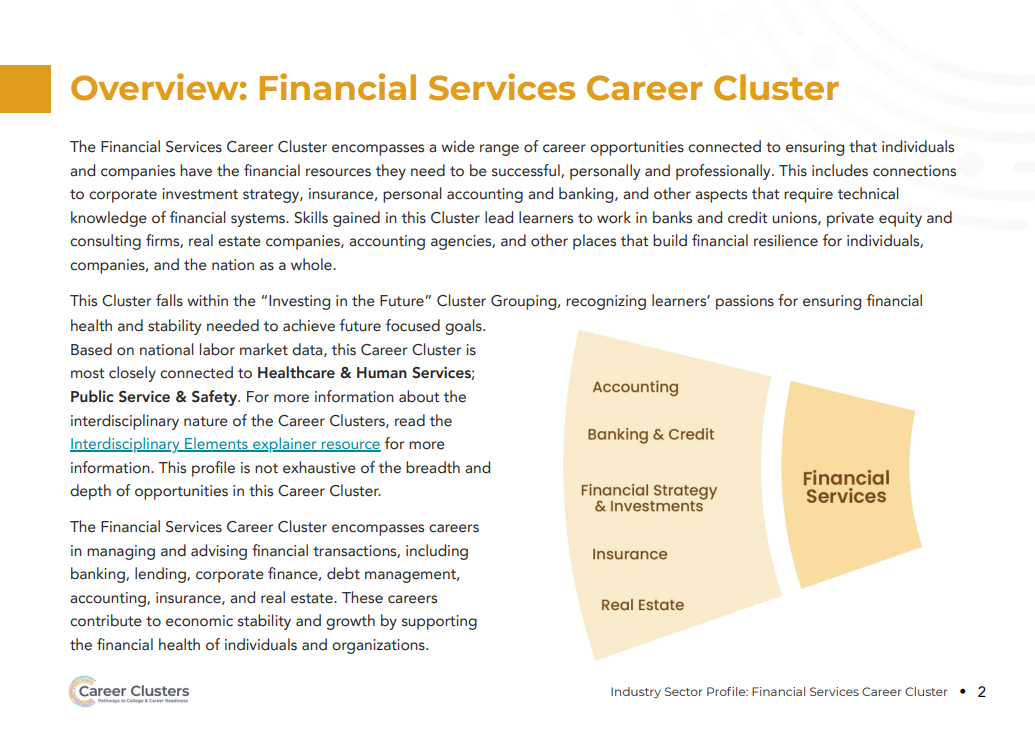 Overview: Financial Services Career Cluster
The Financial Services Career Cluster encompasses a wide range of career opportunities connected to ensuring that individuals
and companies have the financial resources they need to be successful, personally and professionally. This includes connections
to corporate investment strategy, insurance, personal accounting and banking, and other aspects that require technical
knowledge of financial systems. Skills gained in this Cluster lead learners to work in banks and credit unions, private equity and
consulting firms, real estate companies, accounting agencies, and other places that build financial resilience for individuals,
companies, and the nation as a whole.
This Cluster falls within the “Investing in the Future” Cluster Grouping, recognizing learners’ passions for ensuring financial
health and stability needed to achieve future focused goals.
Based on national labor market data, this Career Cluster is
most closely connected to Healthcare & Human Services;
Public Service & Safety. For more information about the
interdisciplinary nature of the Career Clusters, read the
Interdisciplinary Elements explainer resource for more
information. This profile is not exhaustive of the breadth and
depth of opportunities in this Career Cluster.
The Financial Services Career Cluster encompasses careers
in managing and advising financial transactions, including
banking, lending, corporate finance, debt management,
accounting, insurance, and real estate. These careers
contribute to economic stability and growth by supporting
the financial health of individuals and organizations.
Accounting
Banking & Credit
Financial Strategy
& Investments
Insurance
Real Estate
Financial
Services
Career Clusters
Pathways to College & Career Readiness
Industry Sector Profile: Financial Services Career Cluster • 2